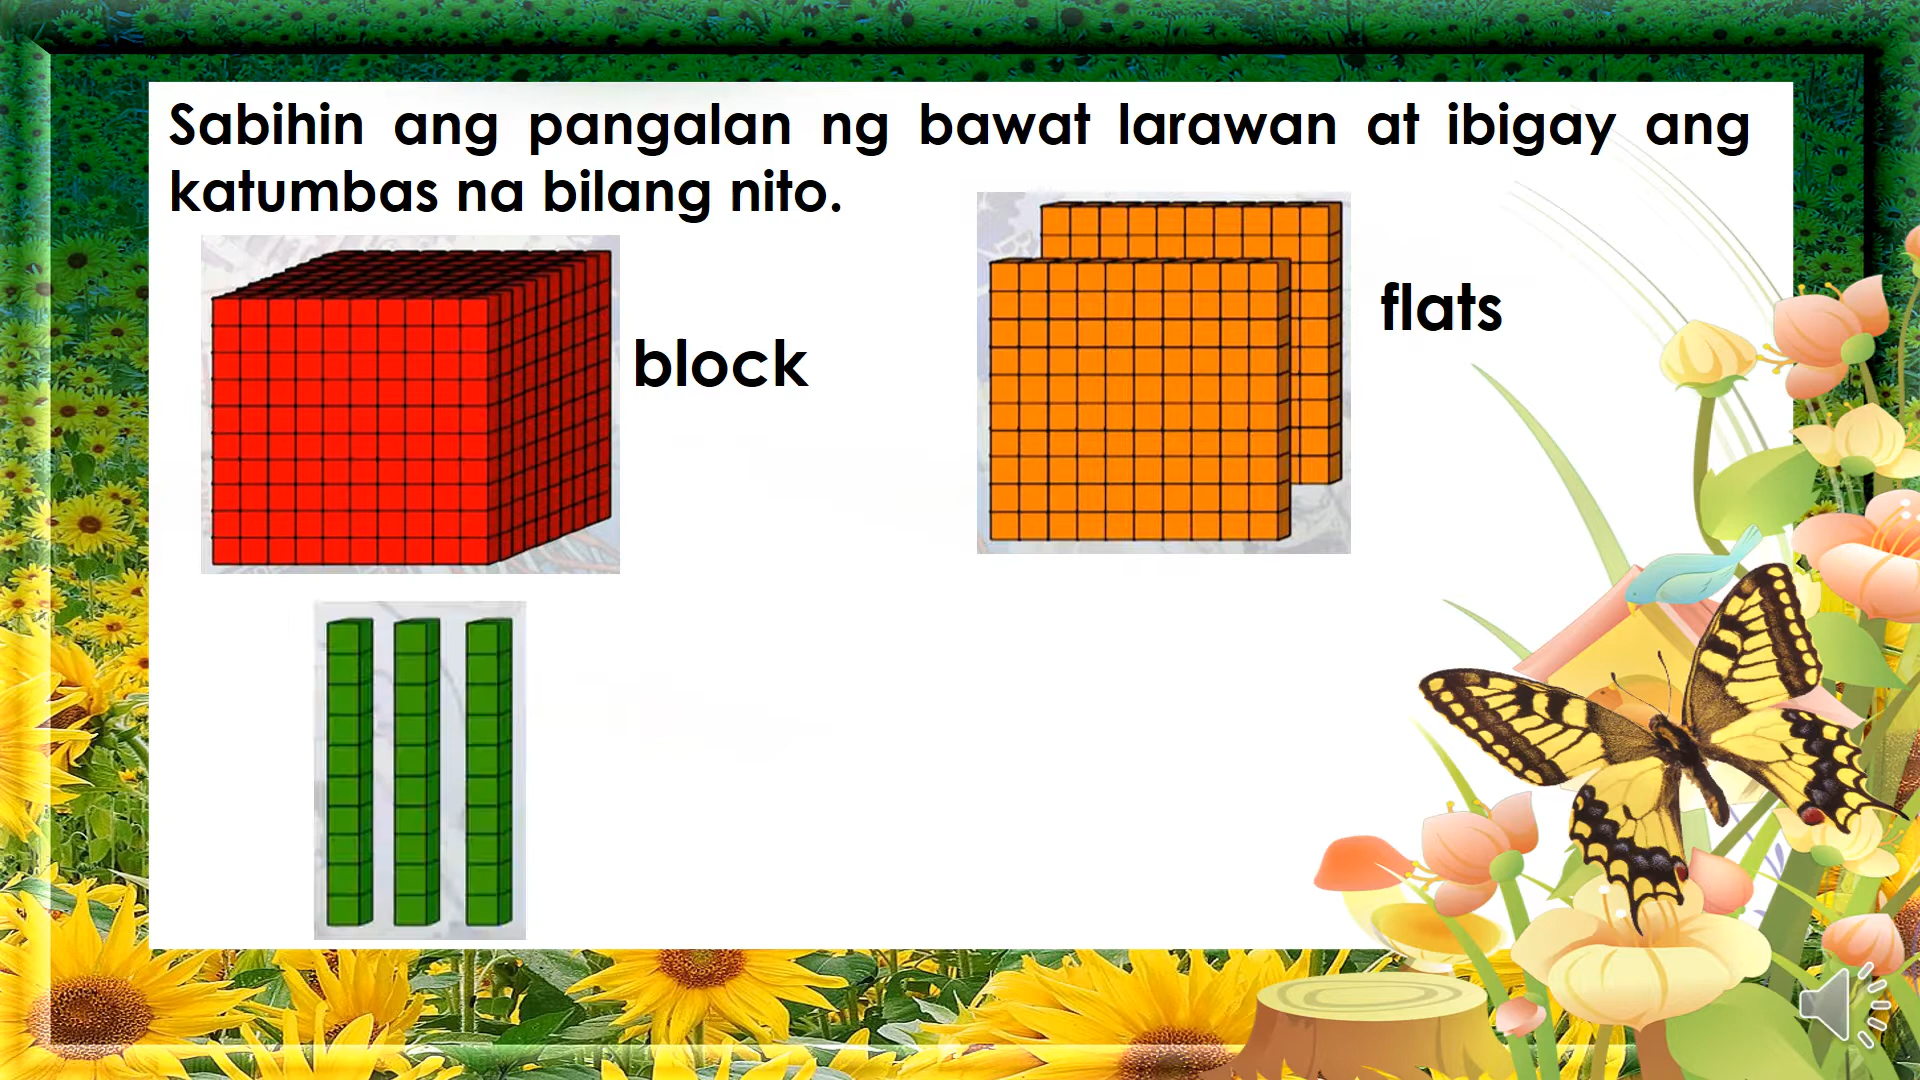 Sabihin ang pangalan ng bawat larawan at ibigay ang
katumbas na bilang nito.
block
flats